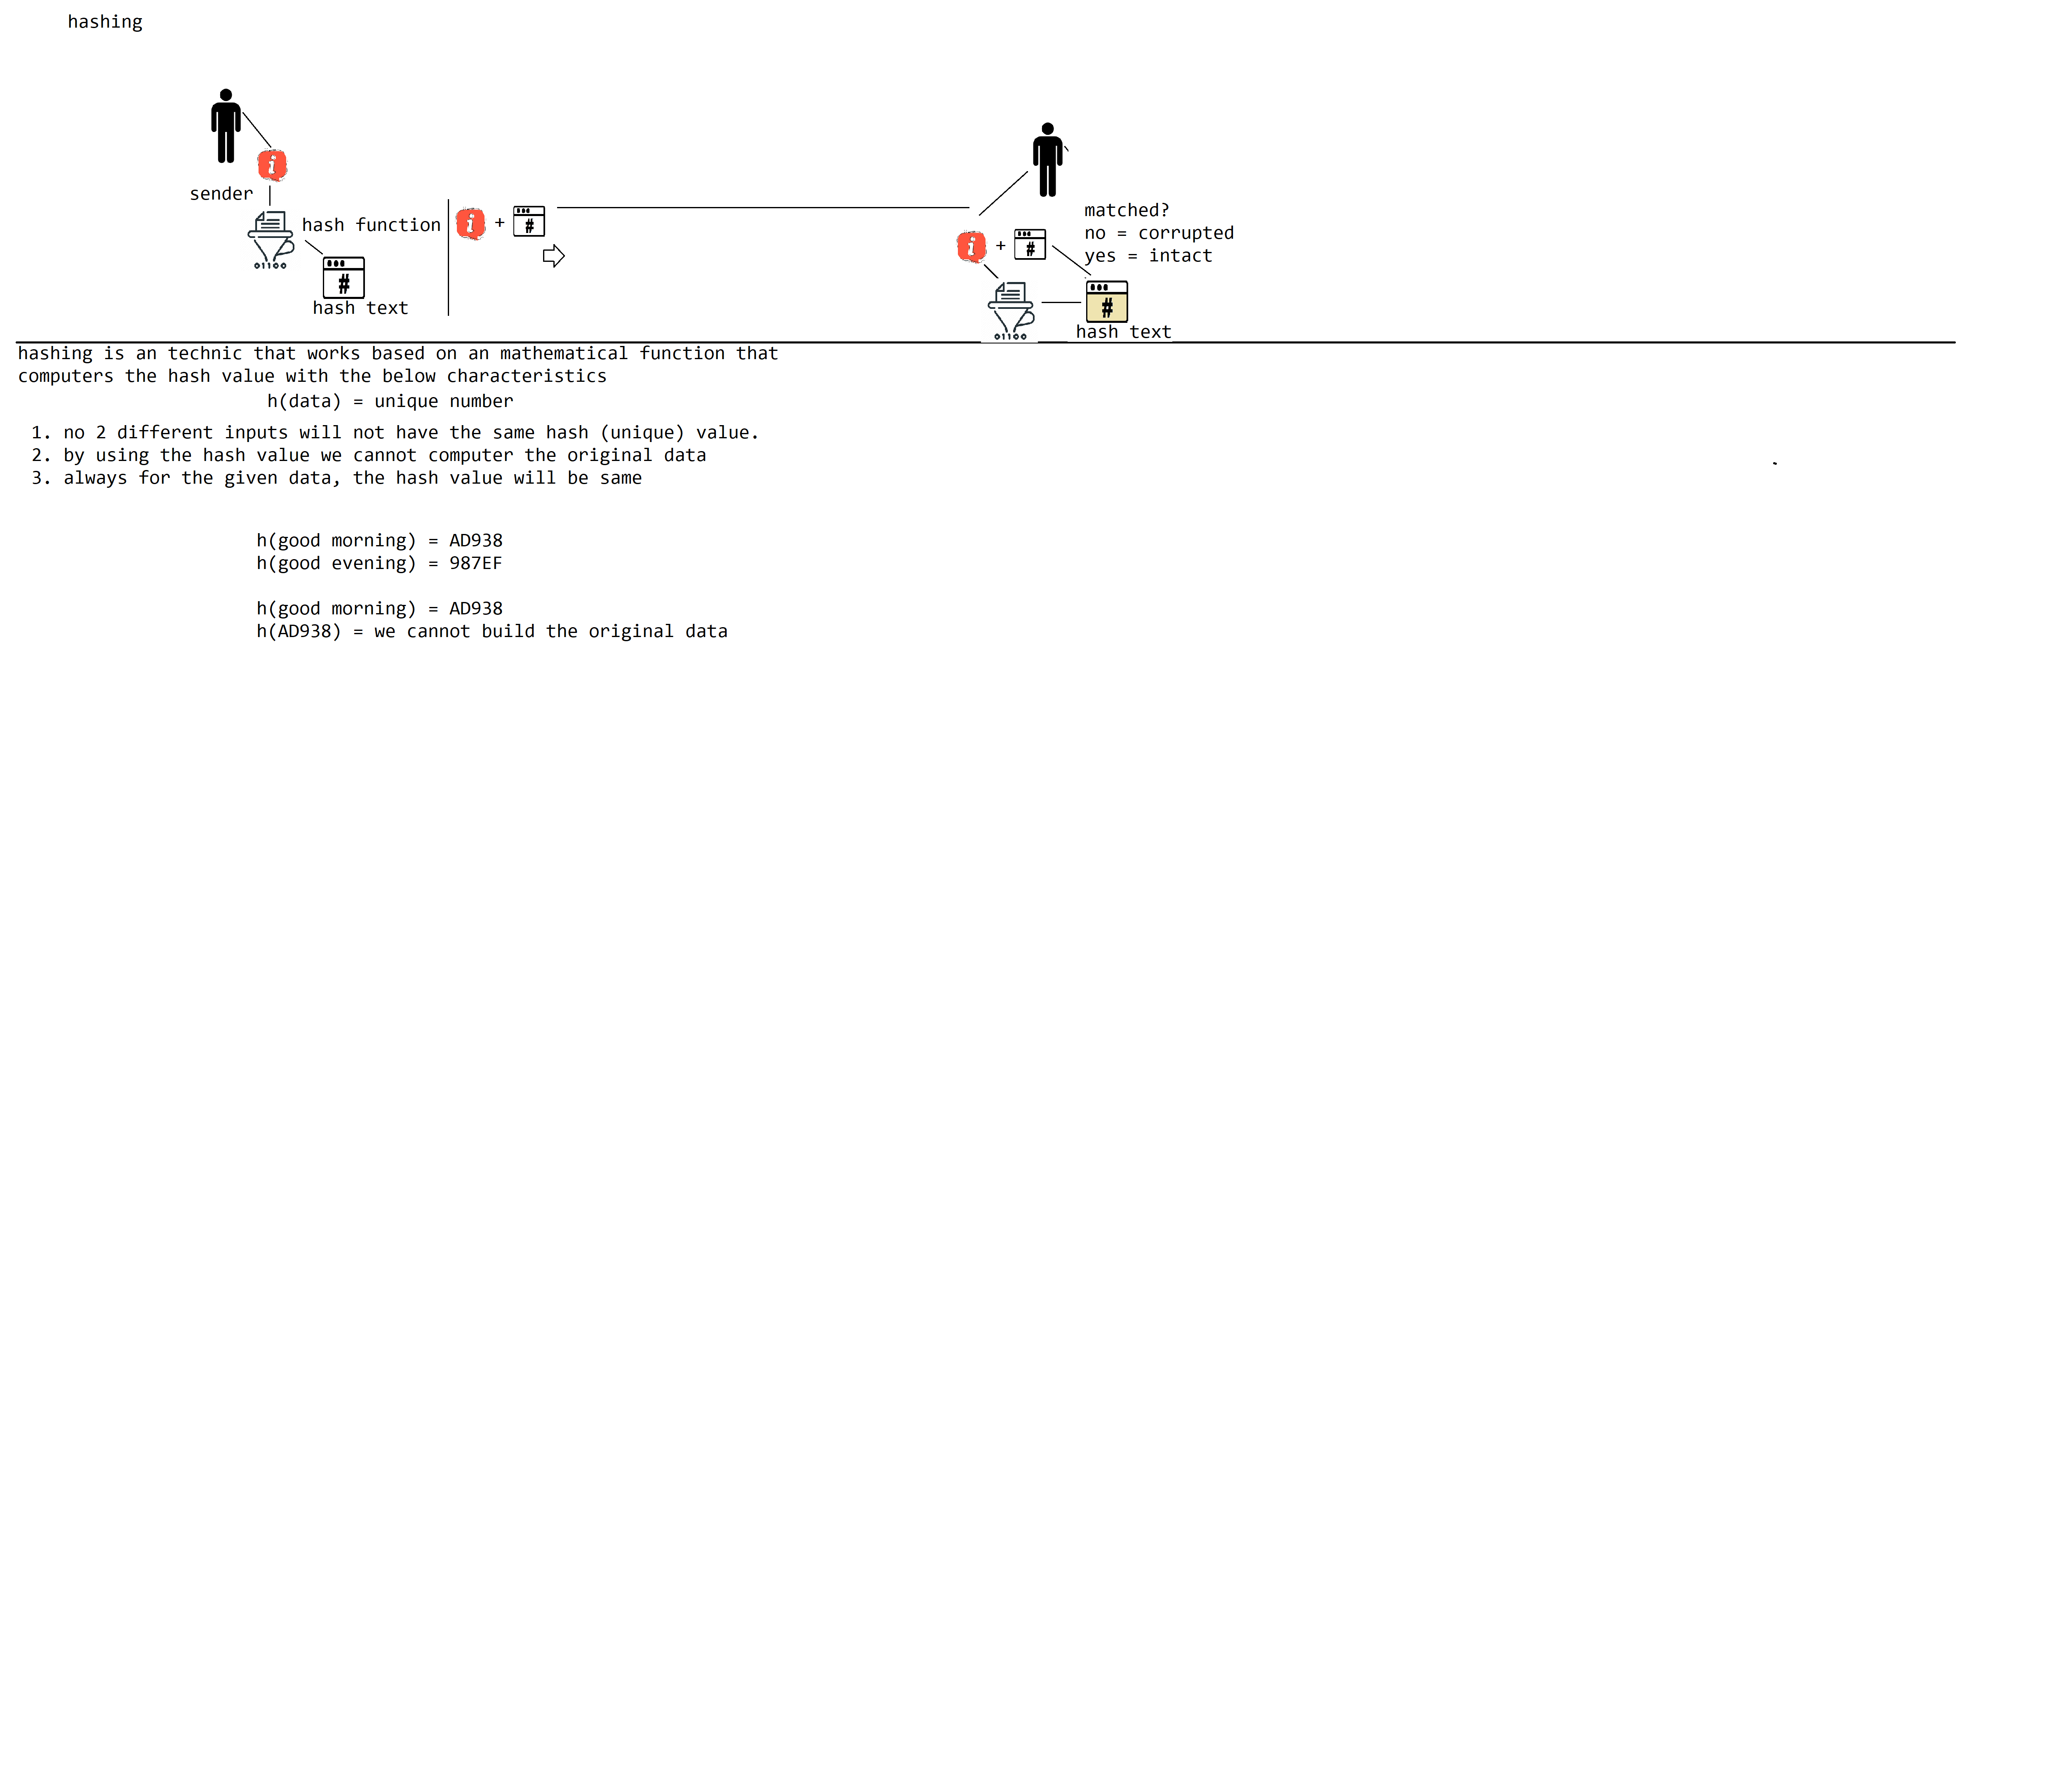 hashing
sender
hash function
#
hash text
01100
+
#
matched?
no = corrupted
yes = intact
+
#
#
hash text
01100
hashing is an technic that works based on an mathematical function that
computers the hash value with the below characteristics
h(data) = unique number
1. no 2 different inputs will not have the same hash (unique) value.
2. by using the hash value we cannot computer the original data
3. always for the given data, the hash value will be same
h(good morning) = AD938
h(good evening) = 987EF
h(good morning) = AD938
h(AD938) = we cannot build the original data